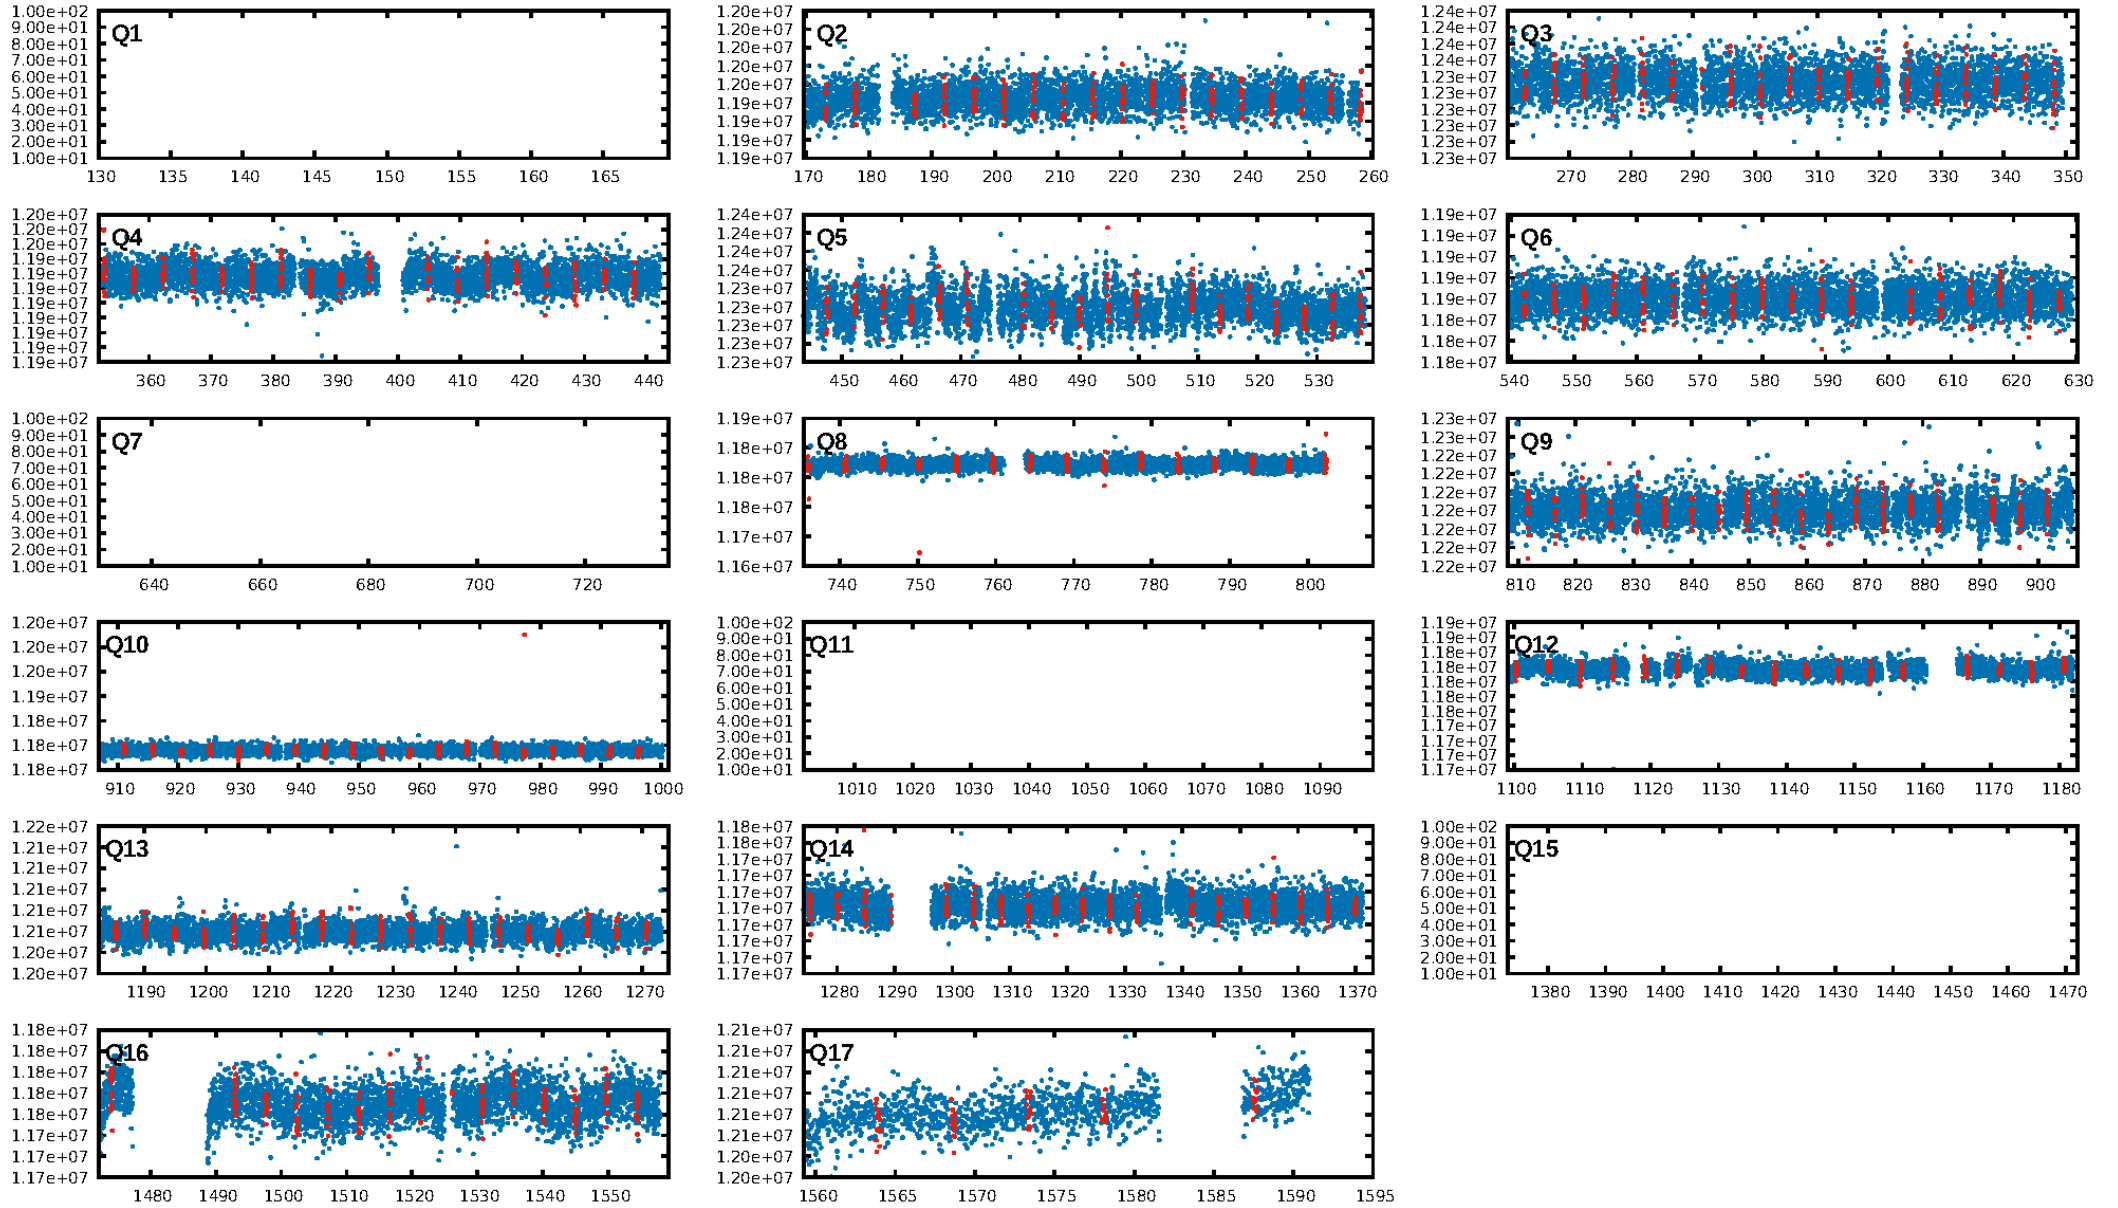 Q1
1.00e+02
9.00e+01
8.00e+01
7.00e+01
6.00e+01
5.00e+01
4.00e+01
3.00e+01
2.00e+01
1.00e+01
130 135 140 145 150 155 160 165
Q2
1.20e+07
1.20e+07
1.20e+07
1.20e+07
1.20e+07
1.19e+07
1.19e+07
1.19e+07
1.19e+07
170 180 190 200 210 220 230 240 250 260
Q3
1.24e+07
1.24e+07
1.24e+07
1.24e+07
1.23e+07
1.23e+07
1.23e+07
1.23e+07
1.23e+07
1.23e+07
270 280 290 300 310 320 330 340 350
Q4
1.20e+07
1.20e+07
1.20e+07
1.19e+07
1.19e+07
1.19e+07
1.19e+07
1.19e+07
1.19e+07
1.19e+07
1.19e+07
360 370 380 390 400 410 420 430 440
Q5
1.24e+07
1.24e+07
1.24e+07
1.24e+07
1.23e+07
1.23e+07
1.23e+07
1.23e+07
1.23e+07
450 460 470 480 490 500 510 520 530
Q6
1.19e+07
1.19e+07
1.19e+07
1.19e+07
1.19e+07
1.18e+07
1.18e+07
1.18e+07
540 550 560 570 580 590 600 610 620 630
Q7
1.00e+02
9.00e+01
8.00e+01
7.00e+01
6.00e+01
5.00e+01
4.00e+01
3.00e+01
2.00e+01
1.00e+01
640 660 680 700 720
Q8
1.19e+07
1.18e+07
1.18e+07
1.18e+07
1.17e+07
1.16e+07
740 750 760 770 780 790 800
Q9
1.23e+07
1.23e+07
1.22e+07
1.22e+07
1.22e+07
1.22e+07
1.22e+07
1.22e+07
1.22e+07
810 820 830 840 850 860 870 880 890 900
Q10
1.20e+07
1.20e+07
1.20e+07
1.19e+07
1.18e+07
1.18e+07
1.18e+07
910 920 930 940 950 960 970 980 990 1000
Q11
1.00e+02
9.00e+01
8.00e+01
7.00e+01
6.00e+01
5.00e+01
4.00e+01
3.00e+01
2.00e+01
1.00e+01
1010 1020 1030 1040 1050 1060 1070 1080 1090
Q12
1.19e+07
1.19e+07
1.18e+07
1.18e+07
1.18e+07
1.18e+07
1.18e+07
1.17e+07
1.17e+07
1.17e+07
1.17e+07
1100 1110 1120 1130 1140 1150 1160 1170 1180
Q13
1.22e+07
1.21e+07
1.21e+07
1.21e+07
1.21e+07
1.21e+07
1.20e+07
1.20e+07
1190 1200 1210 1220 1230 1240 1250 1260 1270
Q14
1.18e+07
1.18e+07
1.17e+07
1.17e+07
1.17e+07
1.17e+07
1.17e+07
1.17e+07
1.17e+07
1.17e+07
1280 1290 1300 1310 1320 1330 1340 1350 1360 1370
Q15
1.00e+02
9.00e+01
8.00e+01
7.00e+01
6.00e+01
5.00e+01
4.00e+01
3.00e+01
2.00e+01
1.00e+01
1380 1390 1400 1410 1420 1430 1440 1450 1460 1470
Q16
1.18e+07
1.18e+07
1.18e+07
1.18e+07
1.18e+07
1.17e+07
1.17e+07
1.17e+07
1480 1490 1500 1510 1520 1530 1540 1550
Q17
1.21e+07
1.21e+07
1.21e+07
1.21e+07
1.21e+07
1.21e+07
1.20e+07
1.20e+07
1560 1565 1570 1575 1580 1585 1590 1595